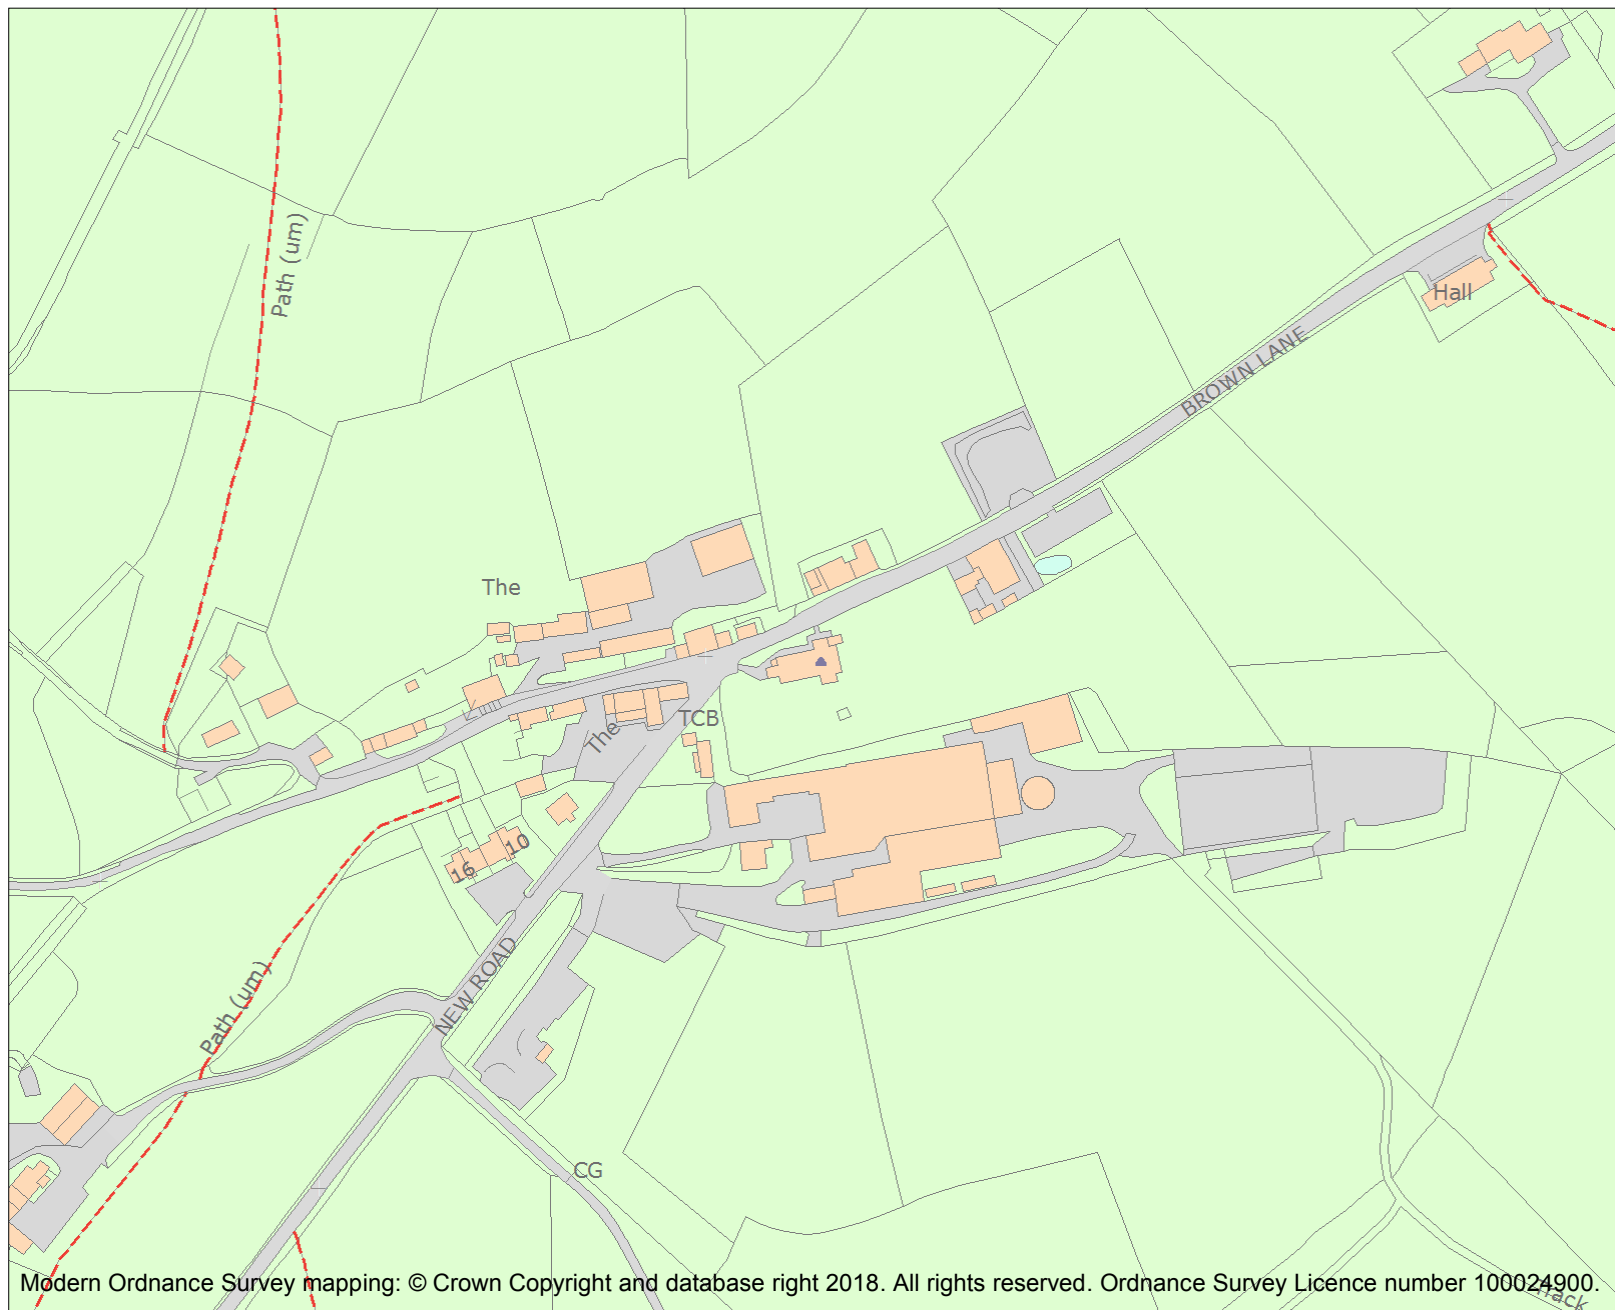 Path (um)
Hall
BROWN LANE
The
The
TCB
10
16
NEW ROAD
Path (um)
CG
Modern Ordnance Survey mapping: © Crown Copyright and database right 2018. All rights reserved. Ordnance Survey Licence number 100024900.